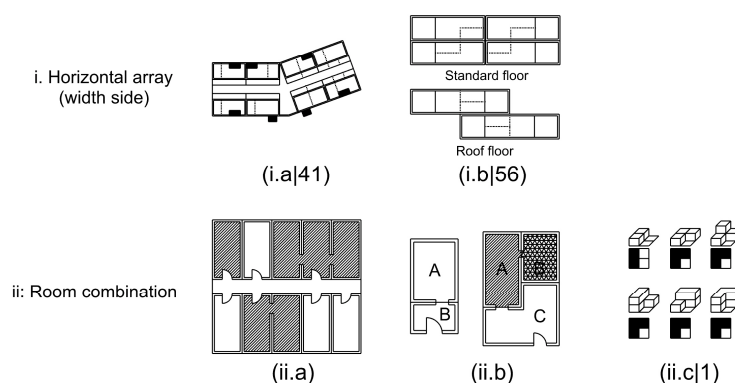 i. Horizontal array
(width side)
Standard floor
Roof floor
(i.a|41)
(i.b|56)
ii: Room combination
A
B
A
B
C
(ii.a)
(ii.b)
(ii.c|1)